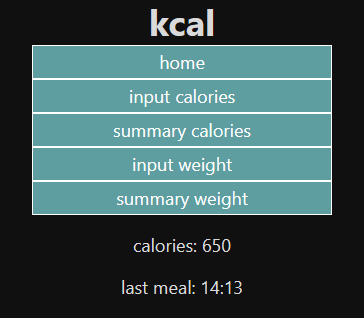 kcal
home
input calories
summary calories
input weight
summary weight
calories: 650
last meal: 14:13